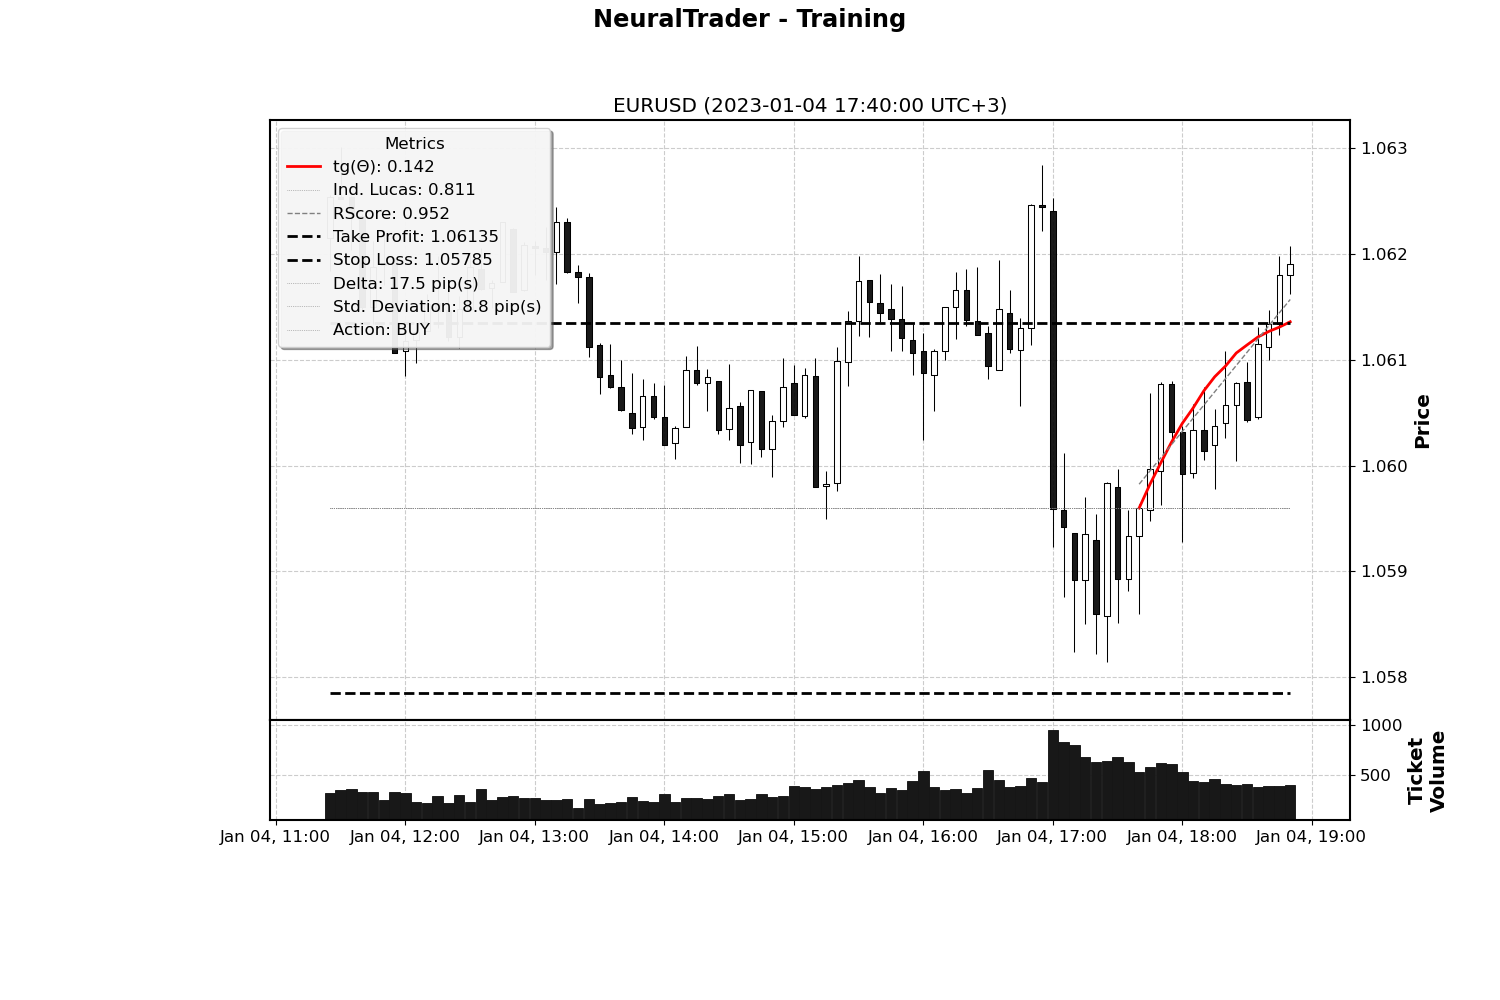 NeuralTrader - Training
EURUSD (2023-01-04 17:40:00 UTC+3)
Metrics
tg(Θ): 0.142
Ind. Lucas: 0.811
RScore: 0.952
Take Profit: 1.06135
Stop Loss: 1.05785
Delta: 17.5 pip(s)
Std. Deviation: 8.8 pip(s)
Action: BUY
1.063
1.062
1.061
1.060
1.059
1.058
Price
1000
500
Ticket
Volume
Jan 04, 11:00
Jan 04, 12:00
Jan 04, 13:00
Jan 04, 14:00
Jan 04, 15:00
Jan 04, 16:00
Jan 04, 17:00
Jan 04, 18:00
Jan 04, 19:00